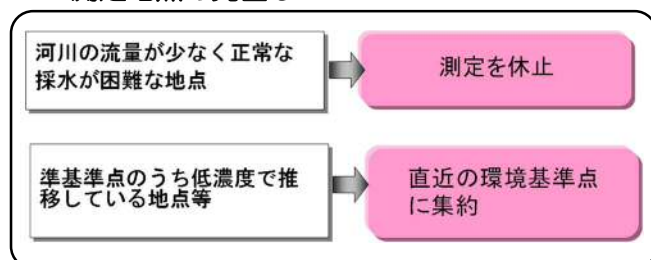 河川の流量が少なく正常な
採水が困難な地点
測定を休止
準基準点のうち低濃度で推
移している地点等
直近の環境基準点
に集約